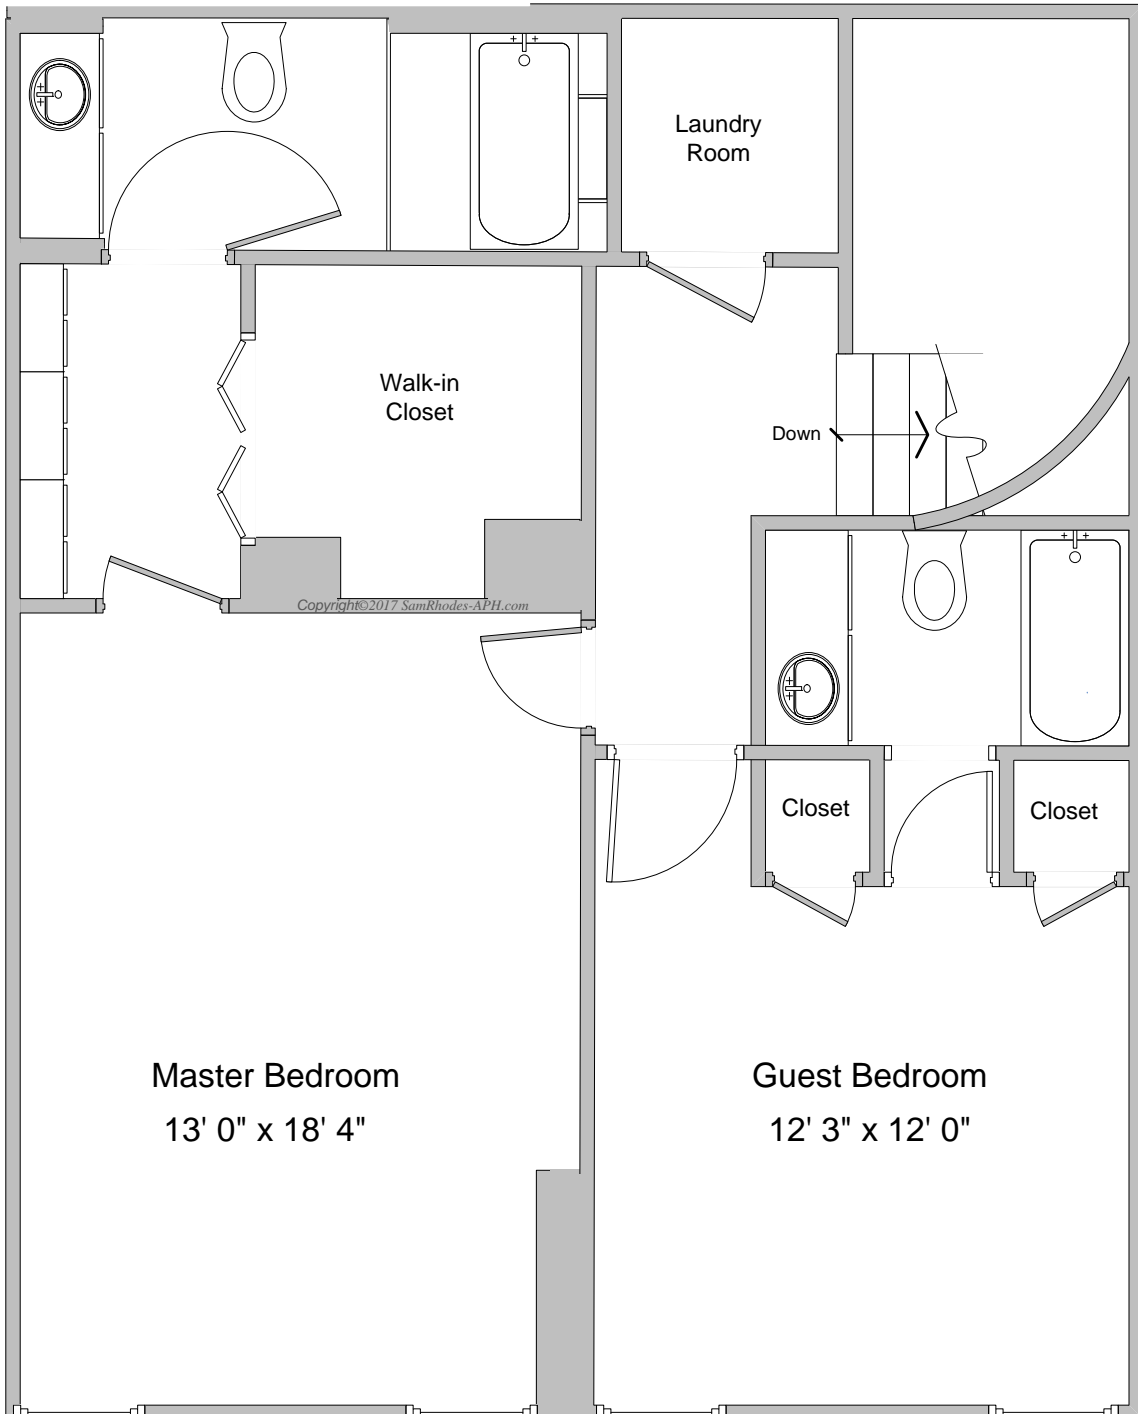 Laundry
Room
Walk-in
Closet
Down
Copyright©2017 SamRhodes-APH.com
Closet
Closet
Master Bedroom
13' 0" x 18' 4"
Guest Bedroom
12' 3" x 12' 0"